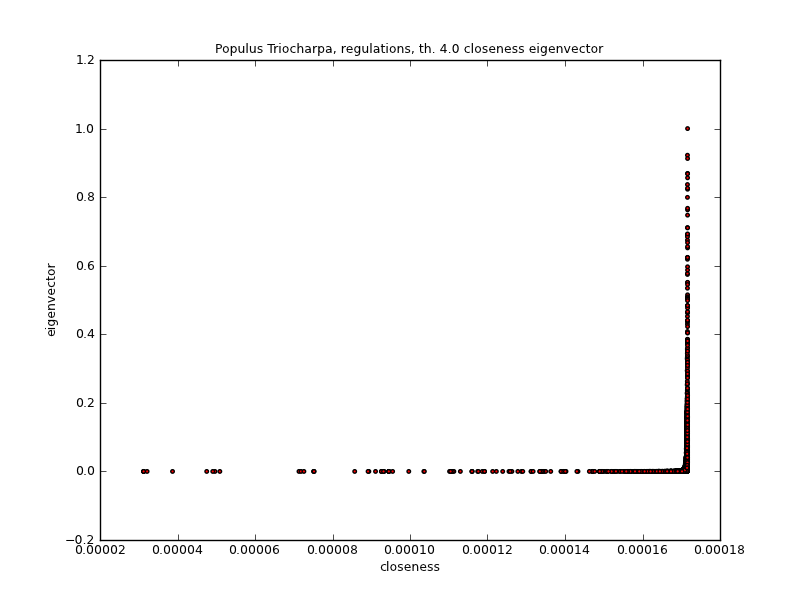 Populus Triocharpa, regulations, th. 4.0 closeness eigenvector
1.2
1.0
0.8
0.6
0.4
0.2
0.0
−0.2
eigenvector
0.00002 0.00004 0.00006 0.00008 0.00010 0.00012 0.00014 0.00016 0.00018
closeness